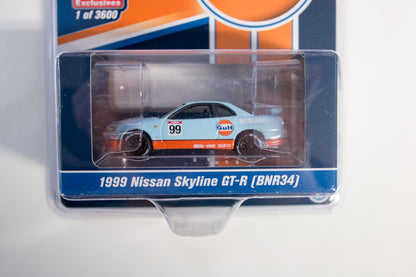 Exclusives
1 of 3600
99
Gulf
1999 Nissan Skyline GT-R (BNR34)